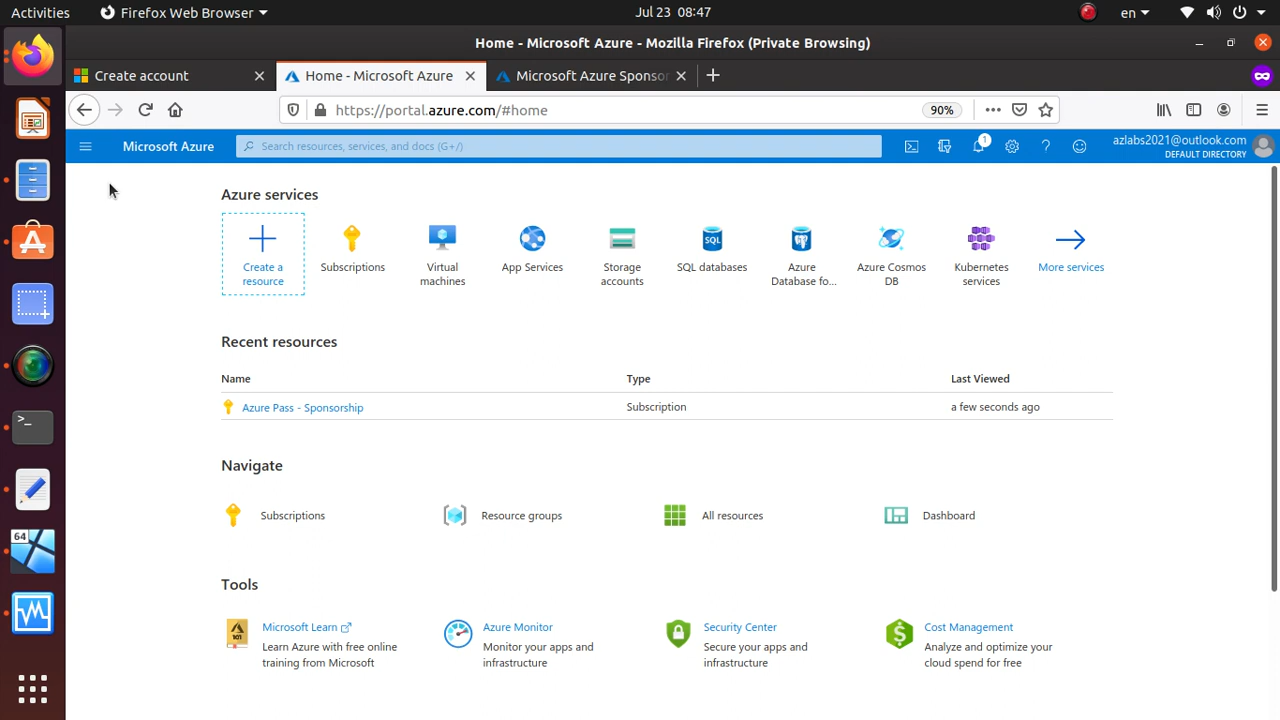 Activities
Firefox Web Browser
Jul 23 08:47
en
Home - Microsoft Azure - Mozilla Firefox (Private Browsing)
Create account
Home - Microsoft Azure
Microsoft Azure Sponsor
https://portal.azure.com/#home
90%
Microsoft Azure
Search resources, services, and docs (G+/)
1
azlabs2021@outlook.com
DEFAULT DIRECTORY
Azure services
Create a
resource
Subscriptions
Virtual
machines
App Services
Storage
accounts
SQL
SQL databases
Azure
Database fo...
Azure Cosmos
DB
Kubernetes
services
More services
Recent resources
Name
Type
Last Viewed
Azure Pass - Sponsorship
Subscription
a few seconds ago
Navigate
Subscriptions
Resource groups
All resources
Dashboard
64
Tools
101
Microsoft Learn
Learn Azure with free online
training from Microsoft
Azure Monitor
Monitor your apps and
infrastructure
Security Center
Secure your apps and
infrastructure
Cost Management
Analyze and optimize your
cloud spend for free